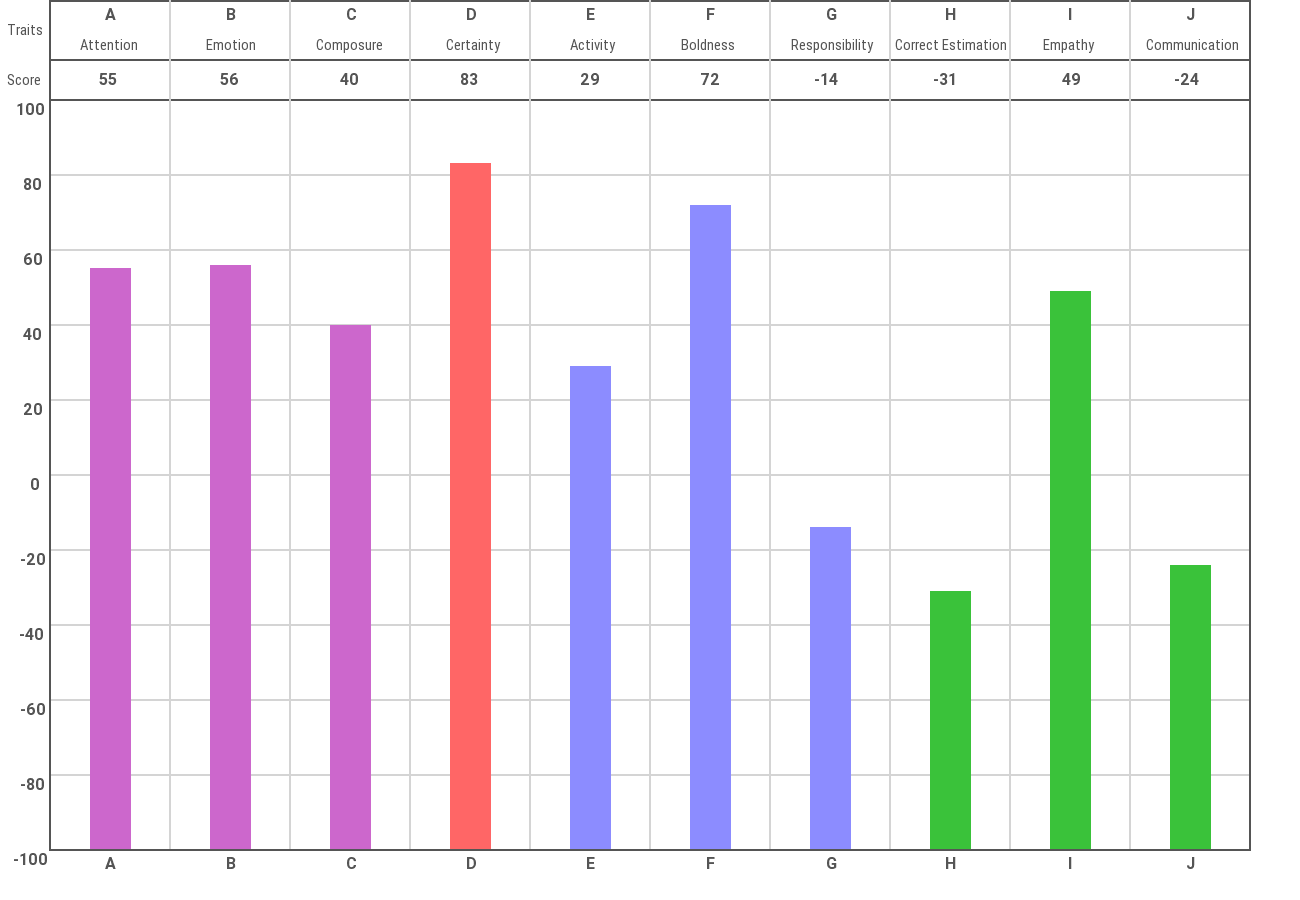 A B C D E F G H I J
Traits
Attention Emotion Composure Certainty Activity Boldness Responsibility Correct Estimation Empathy Communication
Score 55 56 40 83 29 72 -14 -31 49 -24
100
80
60
40
20
0
-20
-40
-60
-80
-100
A B C D E F G H I J